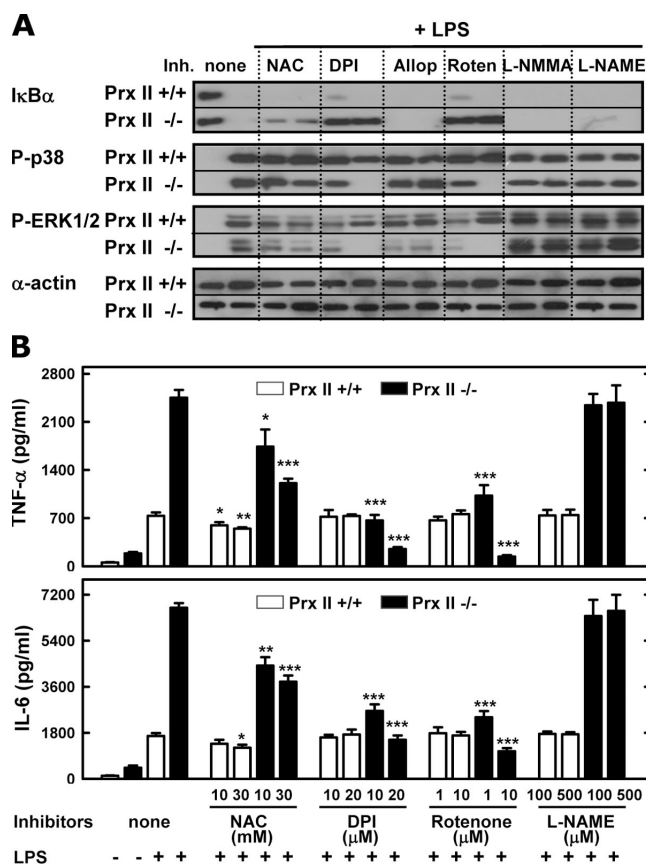 A
+ LPS
Inh. none NAC DPI Allop Roten L-NMMA L-NAME
IκBα Prx II +/+
Prx II -/-
P-p38 Prx II +/+
Prx II -/-
P-ERK1/2 Prx II +/+
Prx II -/-
α-actin Prx II +/+
Prx II -/-
B
TNF-α (pg/ml)
2800
2100
1400
700
0
Prx II +/+ Prx II -/-
* ** * *** *** *** *** ***
IL-6 (pg/ml)
7200
5400
3600
1800
0
Prx II +/+ Prx II -/-
* ** *** *** *** *** ***
10 30 10 30 10 20 10 20 1 10 1 10 100 500 100 500
Inhibitors none NAC (mM) DPI (μM) Rotenone (μM) L-NAME (μM)
LPS - - + + + + + + + + + + + + + + + + + +